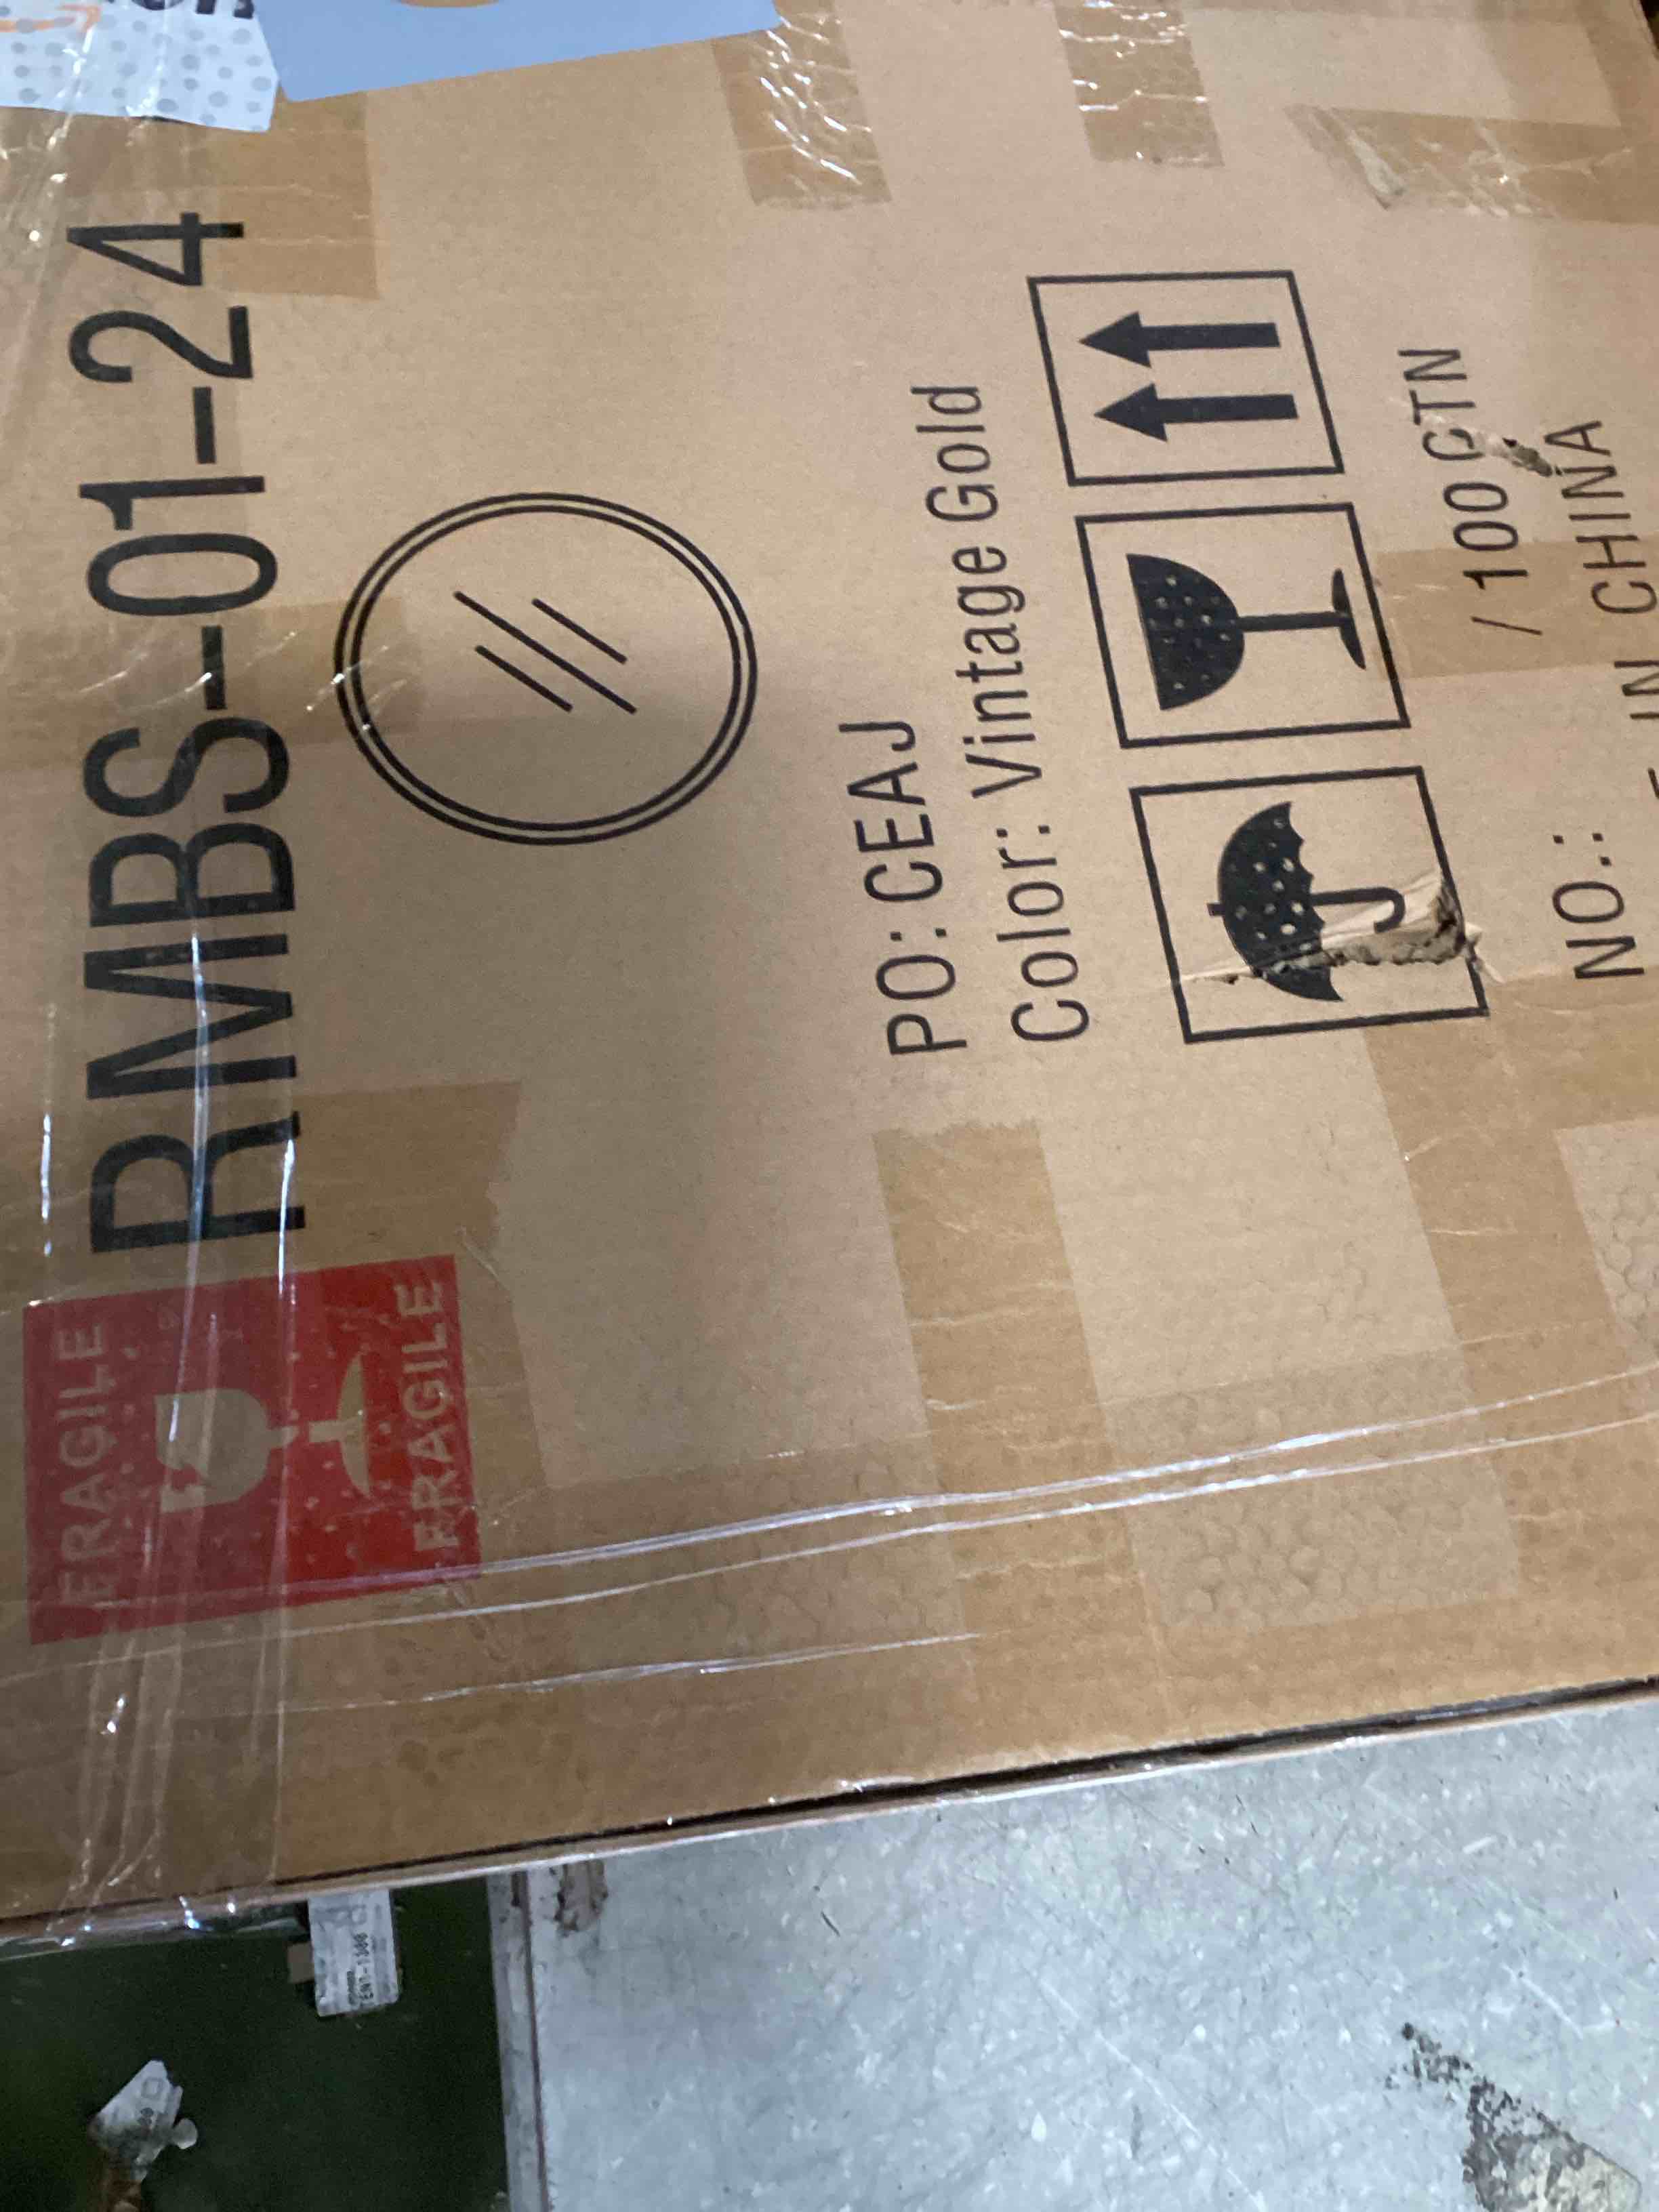 RMBS-01-24
PO: CEAJ
Color: Vintage Gold
NO.: / 100 CTN
IN CHINA
FRAGILE
FRAGILE